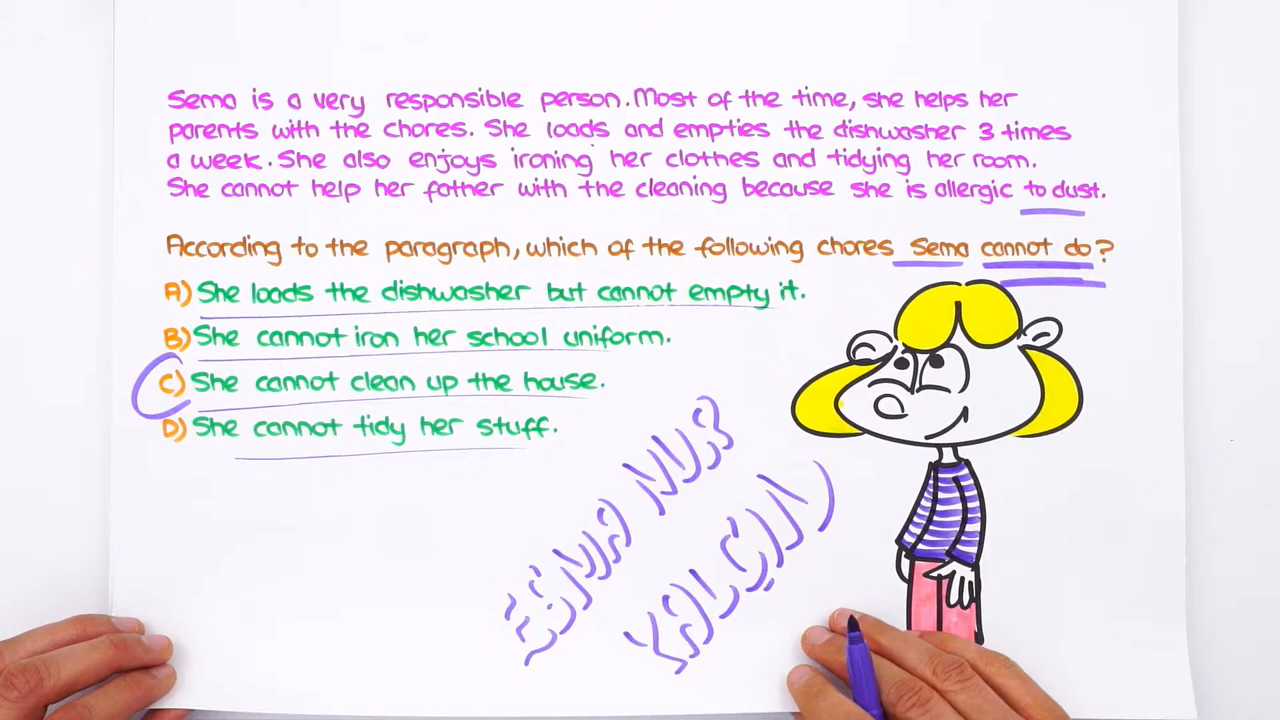 Sema is a very responsible person. Most of the time, she helps her
parents with the chores. She loads and empties the dishwasher 3 times
a week. She also enjoys ironing her clothes and tidying her room.
She cannot help her father with the cleaning because she is allergic to dust.
According to the paragraph, which of the following chores Sema cannot do?
A) She loads the dishwasher but cannot empty it.
B) She cannot iron her school uniform.
C) She cannot clean up the house.
D) She cannot tidy her stuff.